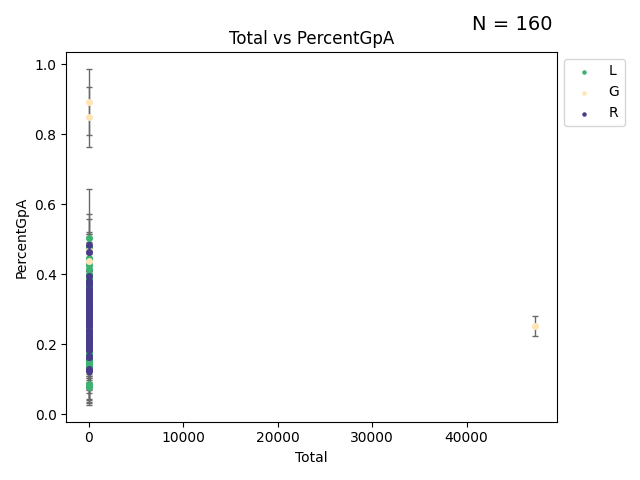 N = 160
Total vs PercentGpA
L
G
R
1.0
0.8
0.6
0.4
0.2
0.0
PercentGpA
0 10000 20000 30000 40000
Total